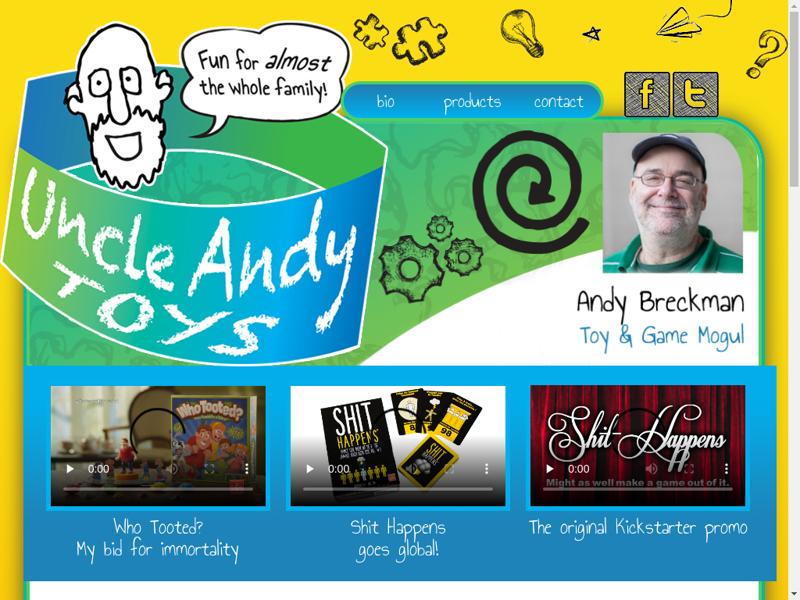 Fun for almost
the whole family!
bio
products
contact
f
t
Uncle Andy
Toys
Andy Breckman
Toy & Game Mogul
Who Tooted?
0:00
SHIT
HAPPENS
98
0:00
Shit Happens
Might as well make a game out of it.
0:00
Who Tooted?
My bid for immortality
Shit Happens
goes global!
The original Kickstarter promo